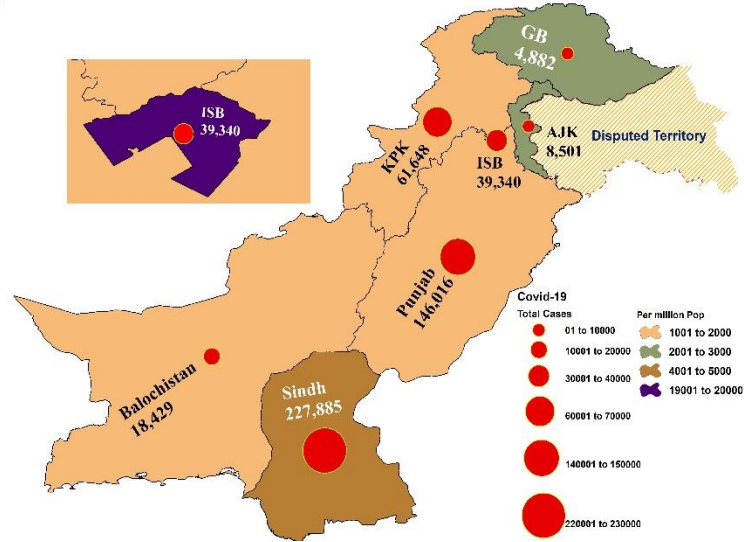 GB
4,882
ISB
39,340
AJK
8,501
Disputed Territory
KPK
61,648
ISB
39,340
Punjab
146,016
Balochistan
18,429
Sindh
227,885
Covid-19
Total Cases
01 to 10000
10001 to 20000
30001 to 40000
60001 to 70000
140001 to 150000
220001 to 230000
Per million Pop
1001 to 2000
2001 to 3000
4001 to 5000
19001 to 20000